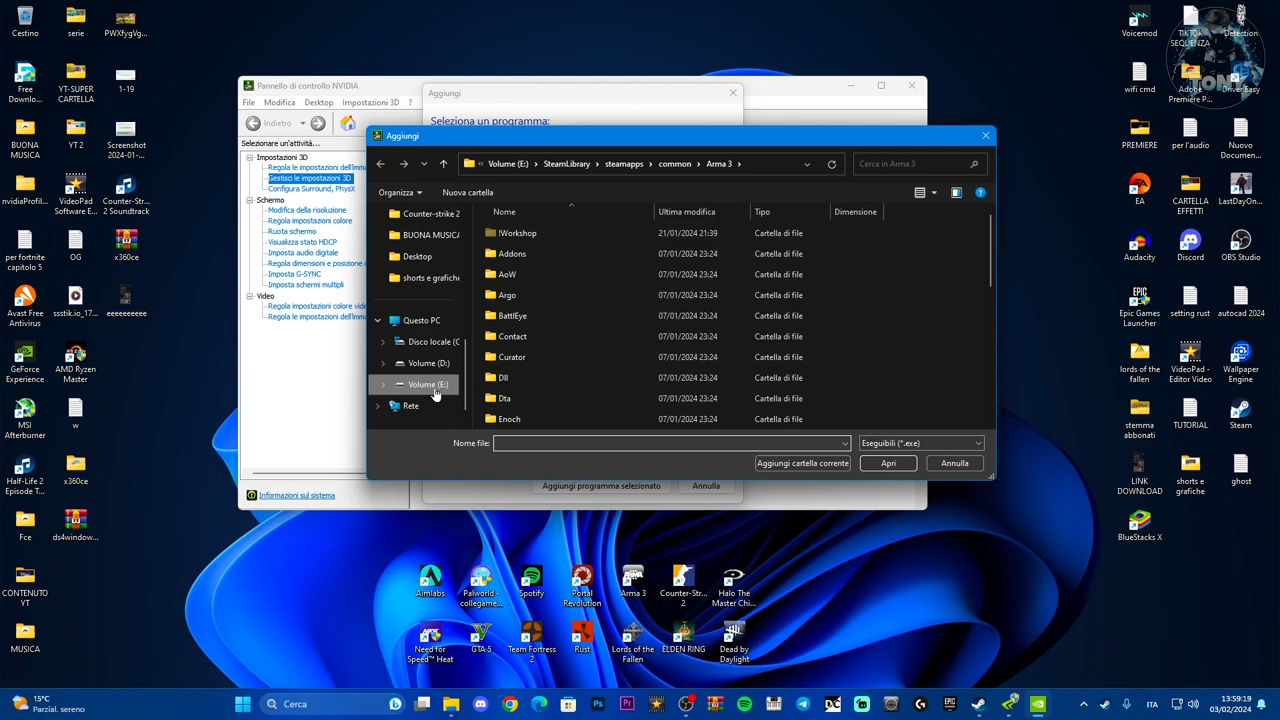 Cestino
serie
PWXfygVg...
Free Downlo...
YT-SUPER CARTELLA
1-19
BUONA MUSICA
YT 2
Screenshot 2024-01-...
nvidiaProfil...
VideoPad Software E...
Counter-St... 2 Soundtrack
per fortnite capitolo 5
OG
x360ce
Avast Free Antivirus
ssstik.io_17...
eeeeeeeee
GeForce Experience
AMD Ryzen Master
MSI Afterburner
w
Half-Life 2 Episode T...
x360ce
Fce
ds4window...
CONTENUTO YT
MUSICA
Pannello di controllo NVIDIA
File Modifica Desktop Impostazioni 3D ?
Indietro
Selezionare un'attività...
Impostazioni 3D
Regola le impostazioni dell'imma
Gestisci le impostazioni 3D
Configura Surround, PhysX
Schermo
Modifica della risoluzione
Regola impostazioni colore
Ruota schermo
Visualizza stato HDCP
Imposta audio digitale
Regola dimensioni e posizione d
Imposta G-SYNC
Imposta schermi multipli
Video
Regola impostazioni colore vide
Regola le impostazioni dell'imma
Informazioni sul sistema
Aggiungi
Seleziona un programma:
Aggiungi programma selezionato
Annulla
Aggiungi
Volume (E:) › SteamLibrary › steamapps › common › Arma 3 ›
Cerca in Arma 3
Organizza
Nuova cartella
Counter-strike 2
BUONA MUSICA
Desktop
shorts e grafiche
Questo PC
Disco locale (C
Volume (D:)
Volume (E:)
Rete
Nome Ultima modifica Tipo Dimensione
!Workshop 21/01/2024 21:39 Cartella di file
Addons 07/01/2024 23:24 Cartella di file
AoW 07/01/2024 23:24 Cartella di file
Argo 07/01/2024 23:24 Cartella di file
BattlEye 07/01/2024 23:24 Cartella di file
Contact 07/01/2024 23:24 Cartella di file
Curator 07/01/2024 23:24 Cartella di file
Dll 07/01/2024 23:24 Cartella di file
Dta 07/01/2024 23:24 Cartella di file
Enoch 07/01/2024 23:24 Cartella di file
Nome file:
Eseguibili (*.exe)
Aggiungi cartella corrente
Apri
Annulla
Voicemod
TIKTOK SEQUENZA
Detection
TONY
wifi cmd
Adobe Premiere P...
Driver Easy
PREMIERE
per l'audio
Nuovo Documen...
EA
CARTELLA EFFETTI
LastDayOn...
Audacity
Discord
OBS Studio
Epic Games Launcher
setting rust
autocad 2024
lords of the fallen
VideoPad - Editor Video
Wallpaper Engine
stemma abbonati
TUTORIAL
Steam
LINK DOWNLOAD
shorts e grafiche
ghost
BlueStacks X
Aimlabs
Palworld - collegame...
Spotify
Portal Revolution
Arma 3
Counter-Str... 2
Halo The Master Chi...
Need for Speed™ Heat
GTA 5
Team Fortress 2
Rust
Lords of the Fallen
ELDEN RING
Dead by Daylight
15°C
Parzial. sereno
Cerca
ITA
13:59:19
03/02/2024